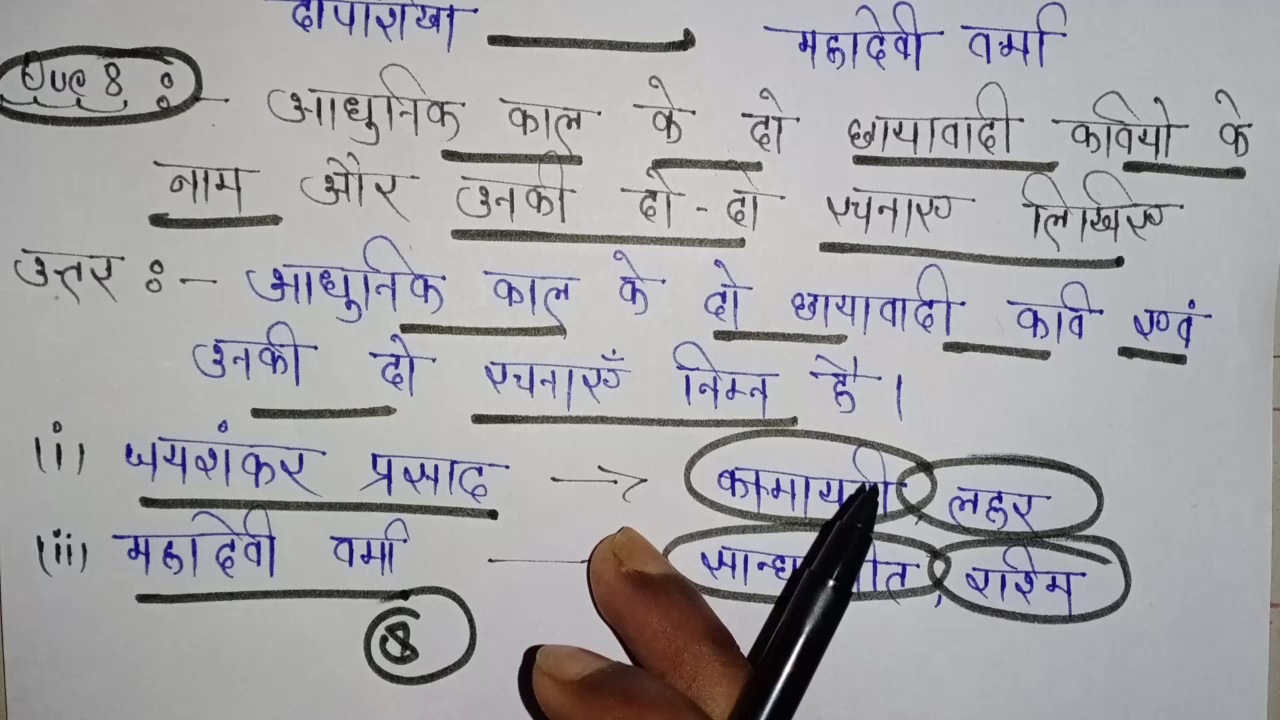 दीपशिखा महादेवी वर्मा
Que 8 :- आधुनिक काल के दो छायावादी कवियो के
नाम और उनकी दो-दो रचनाए लिखिए
उत्तर :- आधुनिक काल के दो छायावादी कवि एवं
उनकी दो रचनाएँ निम्न है।
(i) जयशंकर प्रसाद → कामायनी, लहर
(ii) महादेवी वर्मा सान्ध्यगीत, रश्मि
8